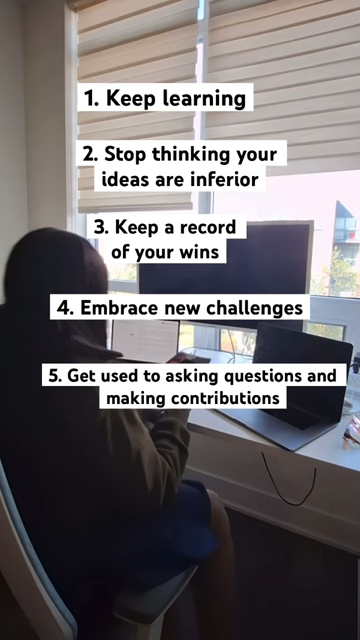 1. Keep learning
2. Stop thinking your
ideas are inferior
3. Keep a record
of your wins
4. Embrace new challenges
5. Get used to asking questions and
making contributions